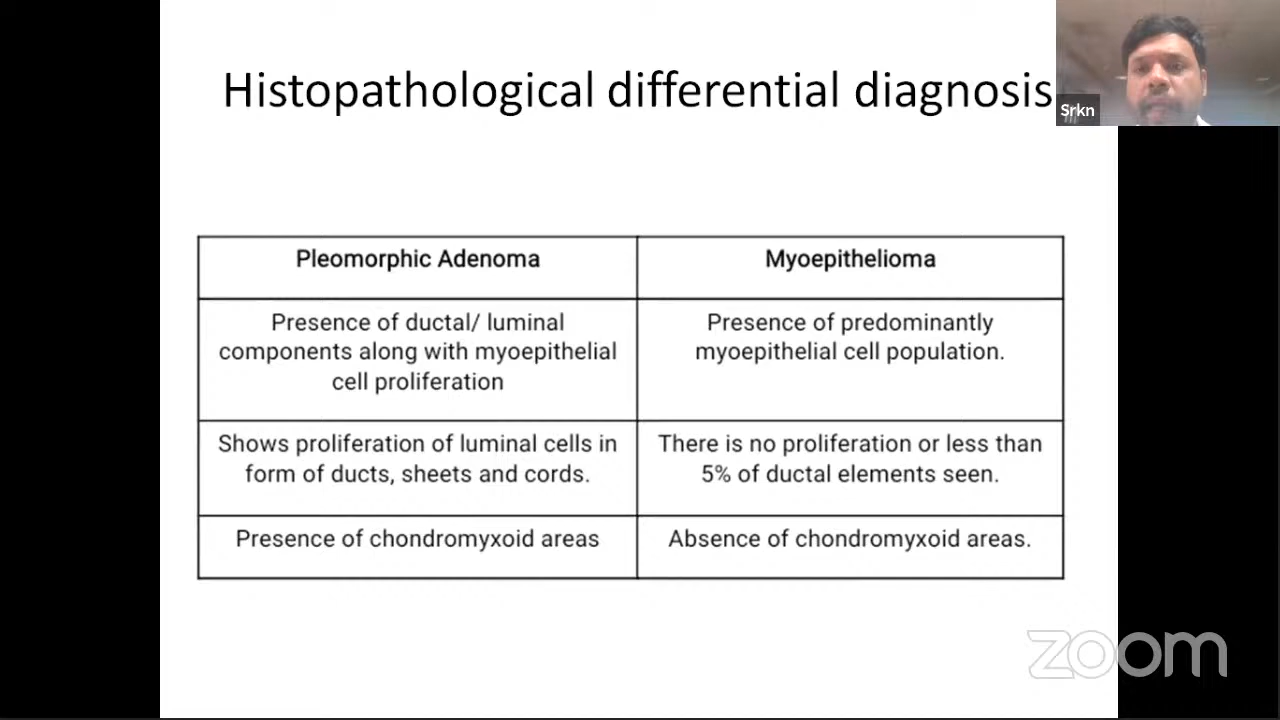 Histopathological differential diagnosis
Srkn
Pleomorphic Adenoma
Myoepithelioma
Presence of ductal/ luminal
components along with myoepithelial
cell proliferation
Presence of predominantly
myoepithelial cell population.
Shows proliferation of luminal cells in
form of ducts, sheets and cords.
There is no proliferation or less than
5% of ductal elements seen.
Presence of chondromyxoid areas
Absence of chondromyxoid areas.
zoom